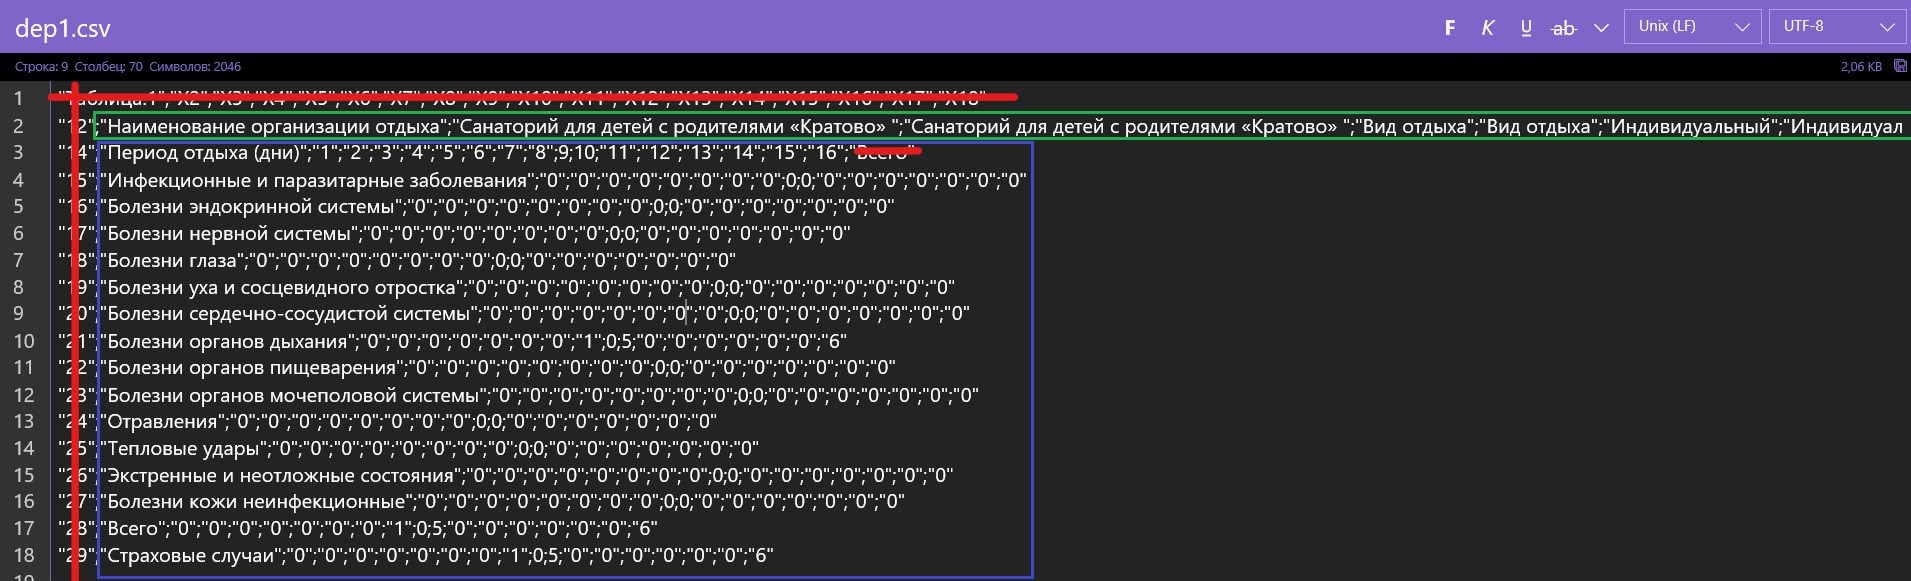 dep1.csv
F K U ab Unix (LF) UTF-8
Строка: 9 Столбец: 70 Символов: 2046 2,06 KB
1 "Таблица.1";"X2";"X3";"X4";"X5";"X6";"X7";"X8";"X9";"X10";"X11";"X12";"X13";"X14";"X15";"X16";"X17";"X18"
2 "12";"Наименование организации отдыха";"Санаторий для детей с родителями «Кратово» ";"Санаторий для детей с родителями «Кратово» ";"Вид отдыха";"Вид отдыха";"Индивидуальный";"Индивидуал
3 "14";"Период отдыха (дни)";"1";"2";"3";"4";"5";"6";"7";"8";9;10;"11";"12";"13";"14";"15";"16";"Всего"
4 "15";"Инфекционные и паразитарные заболевания";"0";"0";"0";"0";"0";"0";"0";"0";0;0;"0";"0";"0";"0";"0";"0";"0"
5 "16";"Болезни эндокринной системы";"0";"0";"0";"0";"0";"0";"0";"0";0;0;"0";"0";"0";"0";"0";"0";"0"
6 "17";"Болезни нервной системы";"0";"0";"0";"0";"0";"0";"0";"0";0;0;"0";"0";"0";"0";"0";"0";"0"
7 "18";"Болезни глаза";"0";"0";"0";"0";"0";"0";"0";"0";0;0;"0";"0";"0";"0";"0";"0";"0"
8 "19";"Болезни уха и сосцевидного отростка";"0";"0";"0";"0";"0";"0";"0";"0";0;0;"0";"0";"0";"0";"0";"0";"0"
9 "20";"Болезни сердечно-сосудистой системы";"0";"0";"0";"0";"0";"0";"0";"0";0;0;"0";"0";"0";"0";"0";"0";"0"
10 "21";"Болезни органов дыхания";"0";"0";"0";"0";"0";"0";"0";"1";0;5;"0";"0";"0";"0";"0";"0";"6"
11 "22";"Болезни органов пищеварения";"0";"0";"0";"0";"0";"0";"0";"0";0;0;"0";"0";"0";"0";"0";"0";"0"
12 "23";"Болезни органов мочеполовой системы";"0";"0";"0";"0";"0";"0";"0";"0";0;0;"0";"0";"0";"0";"0";"0";"0"
13 "24";"Отравления";"0";"0";"0";"0";"0";"0";"0";"0";0;0;"0";"0";"0";"0";"0";"0";"0"
14 "25";"Тепловые удары";"0";"0";"0";"0";"0";"0";"0";"0";0;0;"0";"0";"0";"0";"0";"0";"0"
15 "26";"Экстренные и неотложные состояния";"0";"0";"0";"0";"0";"0";"0";"0";0;0;"0";"0";"0";"0";"0";"0";"0"
16 "27";"Болезни кожи неинфекционные";"0";"0";"0";"0";"0";"0";"0";"0";0;0;"0";"0";"0";"0";"0";"0";"0"
17 "28";"Всего";"0";"0";"0";"0";"0";"0";"0";"1";0;5;"0";"0";"0";"0";"0";"0";"6"
18 "29";"Страховые случаи";"0";"0";"0";"0";"0";"0";"0";"1";0;5;"0";"0";"0";"0";"0";"0";"6"
19